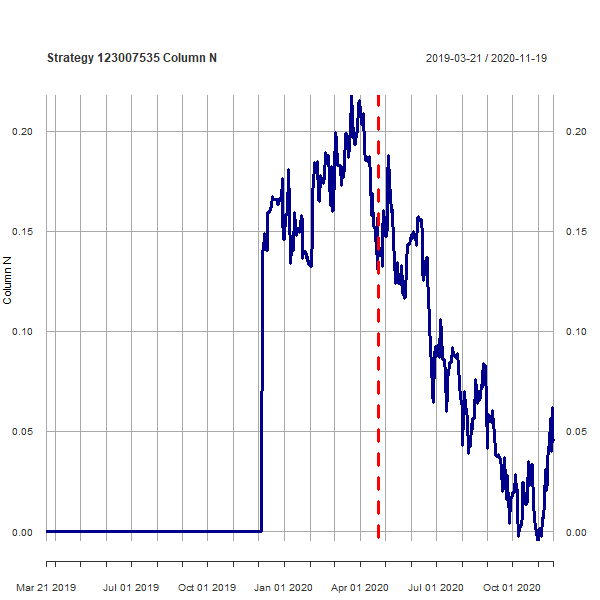 Strategy 123007535 Column N
2019-03-21 / 2020-11-19
0.20
0.20
0.15
0.15
Column N
0.10
0.10
0.05
0.05
0.00
0.00
Mar 21 2019
Jul 01 2019
Oct 01 2019
Jan 01 2020
Apr 01 2020
Jul 01 2020
Oct 01 2020